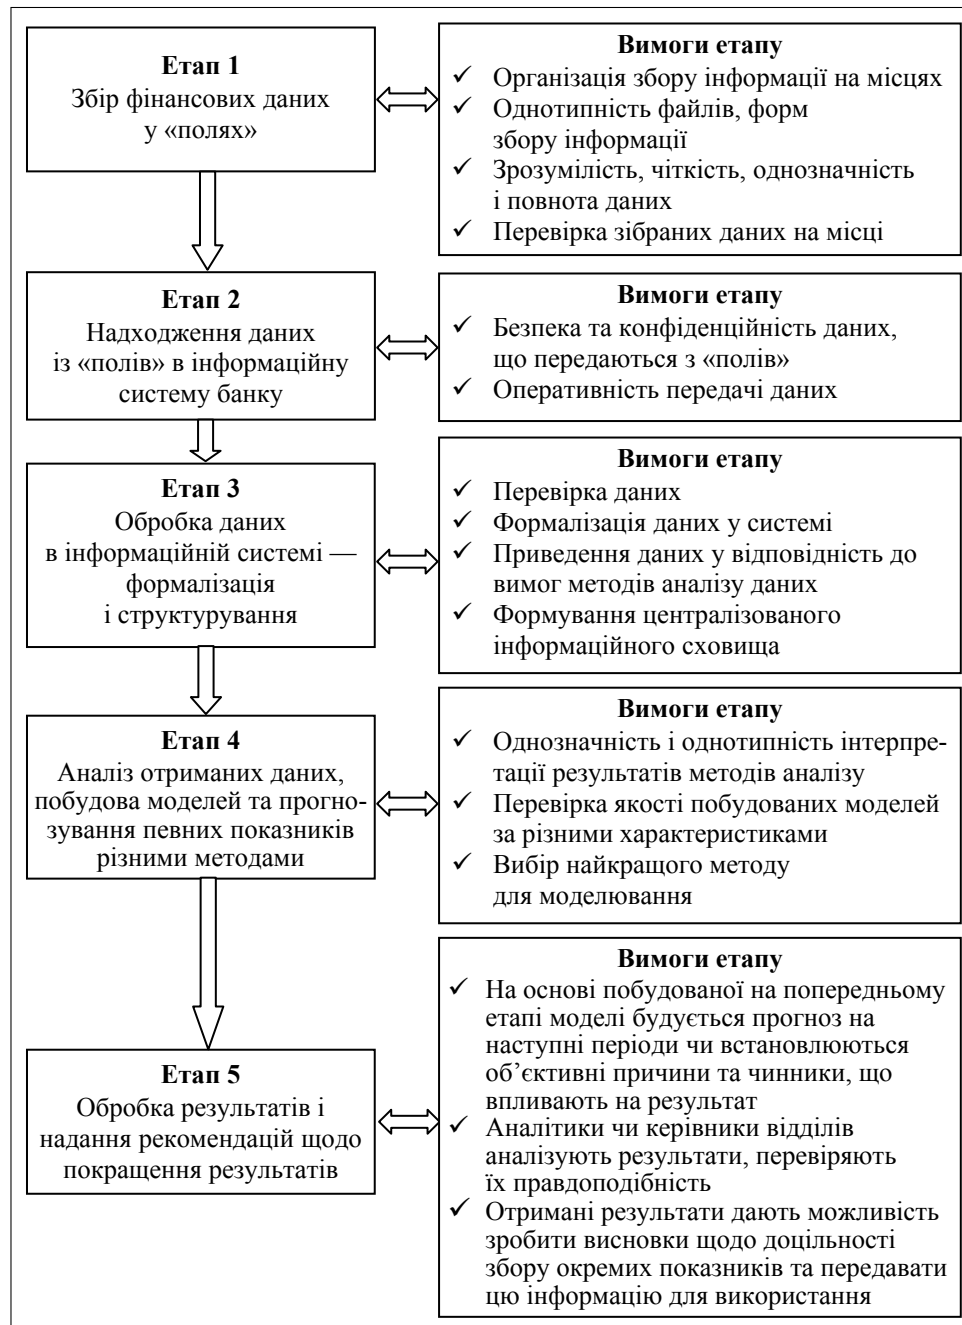 Етап 1
Збір фінансових даних
у «полях»
Вимоги етапу
✓ Організація збору інформації на місцях
✓ Однотипність файлів, форм
збору інформації
✓ Зрозумілість, чіткість, однозначність
і повнота даних
✓ Перевірка зібраних даних на місці
Етап 2
Надходження даних
із «полів» в інформаційну
систему банку
Вимоги етапу
✓ Безпека та конфіденційність даних,
що передаються з «полів»
✓ Оперативність передачі даних
Етап 3
Обробка даних
в інформаційній системі —
формалізація
і структурування
Вимоги етапу
✓ Перевірка даних
✓ Формалізація даних у системі
✓ Приведення даних у відповідність до
вимог методів аналізу даних
✓ Формування централізованого
інформаційного сховища
Етап 4
Аналіз отриманих даних,
побудова моделей та прогно-
зування певних показників
різними методами
Вимоги етапу
✓ Однозначність і однотипність інтерпре-
тації результатів методів аналізу
✓ Перевірка якості побудованих моделей
за різними характеристиками
✓ Вибір найкращого методу
для моделювання
Етап 5
Обробка результатів і
надання рекомендацій щодо
покращення результатів
Вимоги етапу
✓ На основі побудованої на попередньому
етапі моделі будується прогноз на
наступні періоди чи встановлюються
об’єктивні причини та чинники, що
впливають на результат
✓ Аналітики чи керівники відділів
аналізують результати, перевіряють
їх правдоподібність
✓ Отримані результати дають можливість
зробити висновки щодо доцільності
збору окремих показників та передавати
цю інформацію для використання